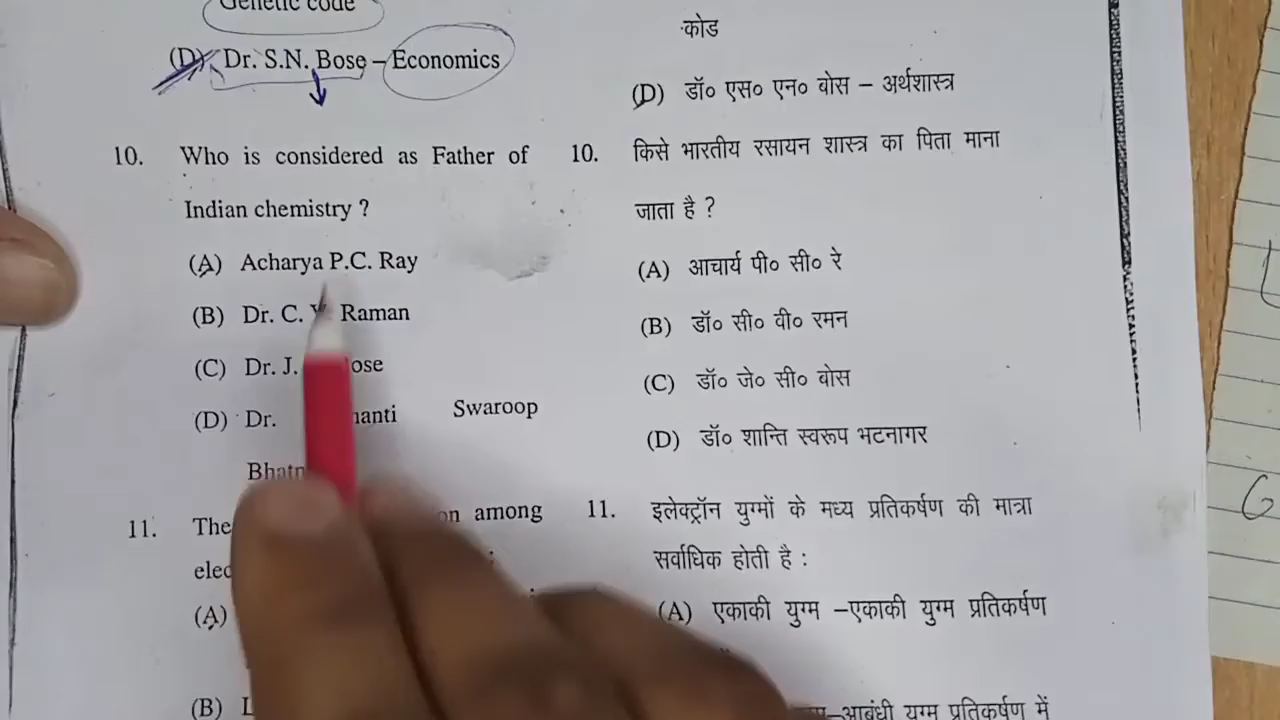 Genetic code
(D) Dr. S.N. Bose – Economics
10. Who is considered as Father of
Indian chemistry ?
(A) Acharya P.C. Ray
(B) Dr. C. V. Raman
(C) Dr. J.
(D) Dr. Swaroop
11. The among
(A)
(B)
कोड
(D) डॉ० एस० एन० बोस – अर्थशास्त्र
10. किसे भारतीय रसायन शास्त्र का पिता माना
जाता है ?
(A) आचार्य पी० सी० रे
(B) डॉ० सी० वी० रमन
(C) डॉ० जे० सी० बोस
(D) डॉ० शान्ति स्वरूप भटनागर
11. इलेक्ट्रॉन युग्मों के मध्य प्रतिकर्षण की मात्रा
सर्वाधिक होती है :
(A) एकाकी युग्म –एकाकी युग्म प्रतिकर्षण
–आबंधी युग्म प्रतिकर्षण में